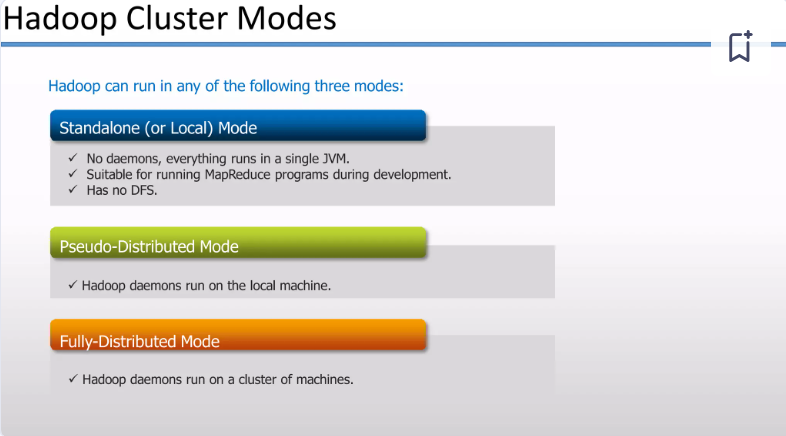 Hadoop Cluster Modes
Hadoop can run in any of the following three modes:
Standalone (or Local) Mode
✓ No daemons, everything runs in a single JVM.
✓ Suitable for running MapReduce programs during development.
✓ Has no DFS.
Pseudo-Distributed Mode
✓ Hadoop daemons run on the local machine.
Fully-Distributed Mode
✓ Hadoop daemons run on a cluster of machines.